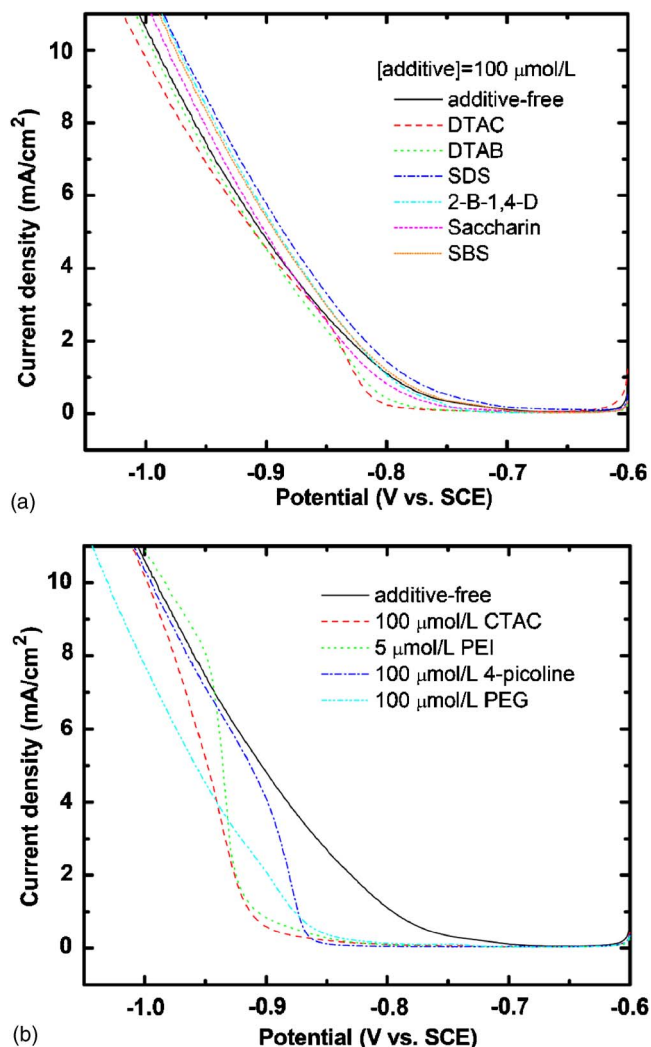 10
8
6
4
2
0
[additive]=100 μmol/L
additive-free
DTAC
DTAB
SDS
2-B-1,4-D
Saccharin
SBS
Current density (mA/cm²)
-1.0 -0.9 -0.8 -0.7 -0.6
Potential (V vs. SCE)
(a)
10
8
6
4
2
0
additive-free
100 μmol/L CTAC
5 μmol/L PEI
100 μmol/L 4-picoline
100 μmol/L PEG
Current density (mA/cm²)
-1.0 -0.9 -0.8 -0.7 -0.6
Potential (V vs. SCE)
(b)